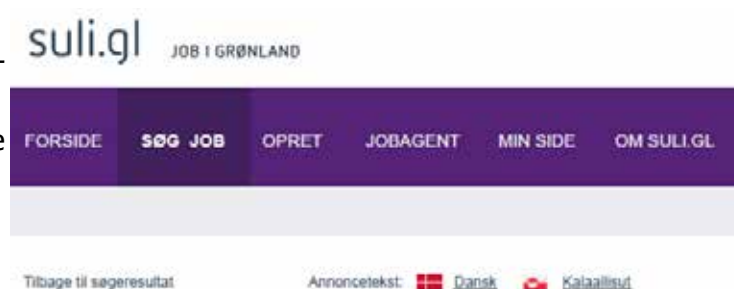 suli.gl JOB I GRØNLAND
e
FORSIDE SØG JOB OPRET JOBAGENT MIN SIDE OM SULI.GL
Tilbage til søgeresultat Annoncetekst: Dansk Kalaallisut